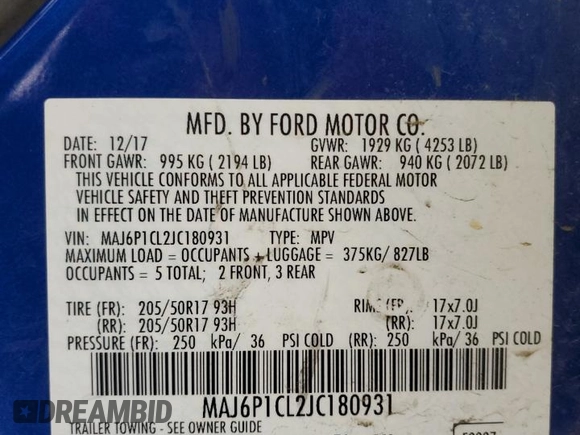 MFD. BY FORD MOTOR CO.
DATE: 12/17 GVWR: 1929 KG ( 4253 LB)
FRONT GAWR: 995 KG ( 2194 LB) REAR GAWR: 940 KG ( 2072 LB)
THIS VEHICLE CONFORMS TO ALL APPLICABLE FEDERAL MOTOR
VEHICLE SAFETY AND THEFT PREVENTION STANDARDS
IN EFFECT ON THE DATE OF MANUFACTURE SHOWN ABOVE.
VIN: MAJ6P1CL2JC180931 TYPE: MPV
MAXIMUM LOAD = OCCUPANTS + LUGGAGE = 375KG/ 827LB
OCCUPANTS = 5 TOTAL; 2 FRONT, 3 REAR
TIRE (FR): 205/50R17 93H RIMS (FR): 17x7.0J
(RR): 205/50R17 93H (RR): 17x7.0J
PRESSURE (FR): 250 kPa/ 36 PSI COLD (RR): 250 kPa/ 36 PSI COLD
MAJ6P1CL2JC180931
TRAILER TOWING - SEE OWNER GUIDE
DREAMBID